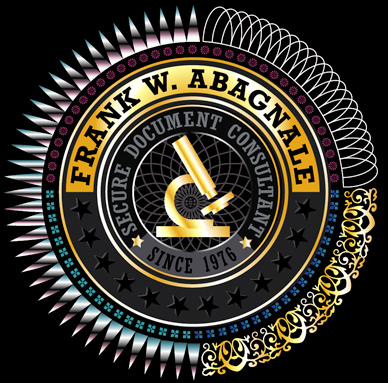 FRANK W. ABAGNALE
SECURE DOCUMENT CONSULTANT
SINCE 1976